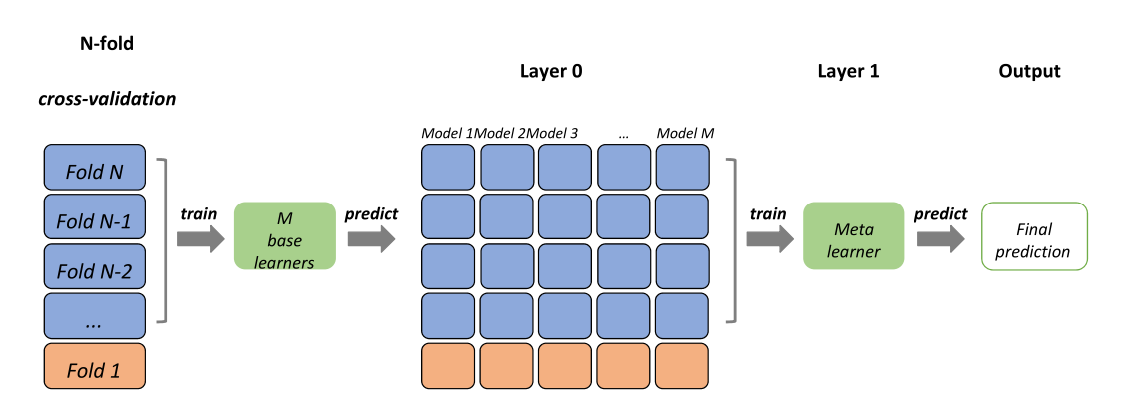 N-fold
cross-validation
Layer 0
Layer 1
Output
Model 1 Model 2 Model 3 ... Model M
Fold N
Fold N-1
Fold N-2
...
Fold 1
train
M
base
learners
predict
train
Meta
learner
predict
Final
prediction